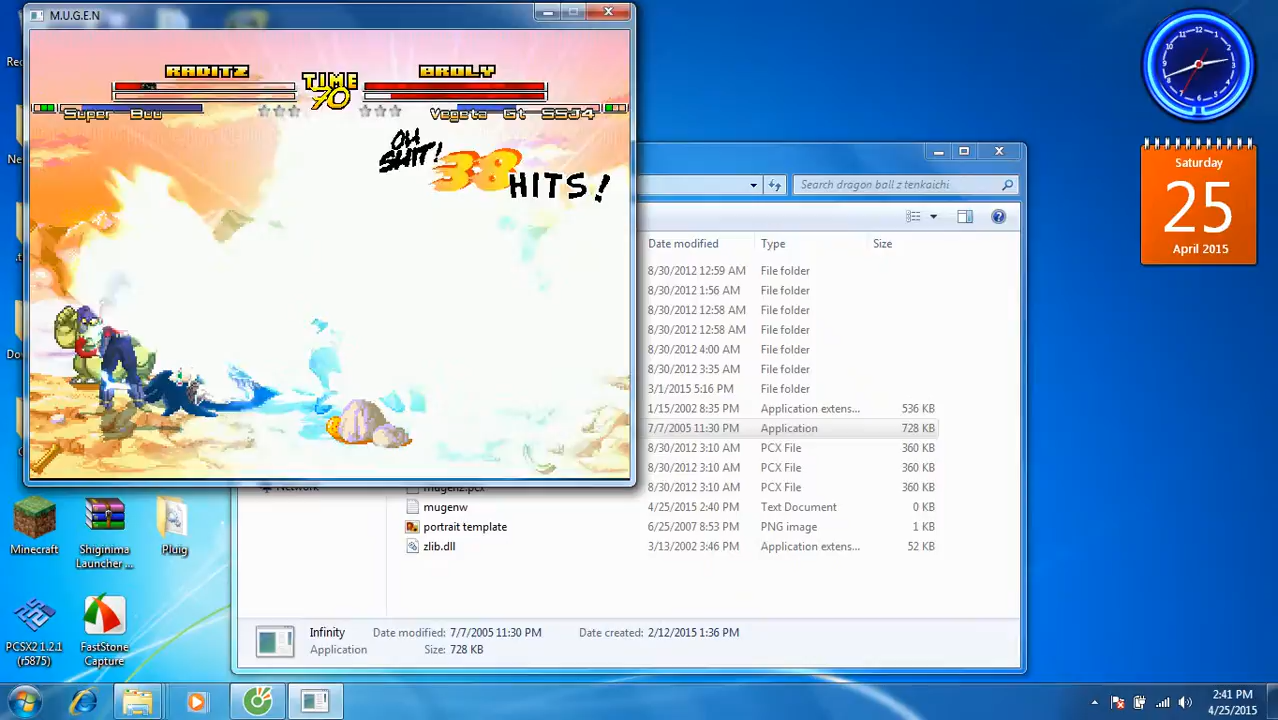 M.U.G.E.N
RADITZ
BROLY
TIME
70
Super Buu
Vegeta Gt SSJ4
OH SHIT!
38 HITS!
Search dragon ball z tenkaichi
Date modified Type Size
8/30/2012 12:59 AM File folder
8/30/2012 1:56 AM File folder
8/30/2012 12:58 AM File folder
8/30/2012 12:58 AM File folder
8/30/2012 4:00 AM File folder
8/30/2012 3:35 AM File folder
3/1/2015 5:16 PM File folder
1/15/2002 8:35 PM Application extens... 536 KB
7/7/2005 11:30 PM Application 728 KB
8/30/2012 3:10 AM PCX File 360 KB
8/30/2012 3:10 AM PCX File 360 KB
8/30/2012 3:10 AM PCX File 360 KB
mugenw 4/25/2015 2:40 PM Text Document 0 KB
portrait template 6/25/2007 8:53 PM PNG image 1 KB
zlib.dll 3/13/2002 3:46 PM Application extens... 52 KB
Infinity Date modified: 7/7/2005 11:30 PM Date created: 2/12/2015 1:36 PM
Application Size: 728 KB
Minecraft
Shiginima
Launcher ...
Pluig
PCSX2 1.2.1
(r5875)
FastStone
Capture
12
Saturday
25
April 2015
2:41 PM
4/25/2015